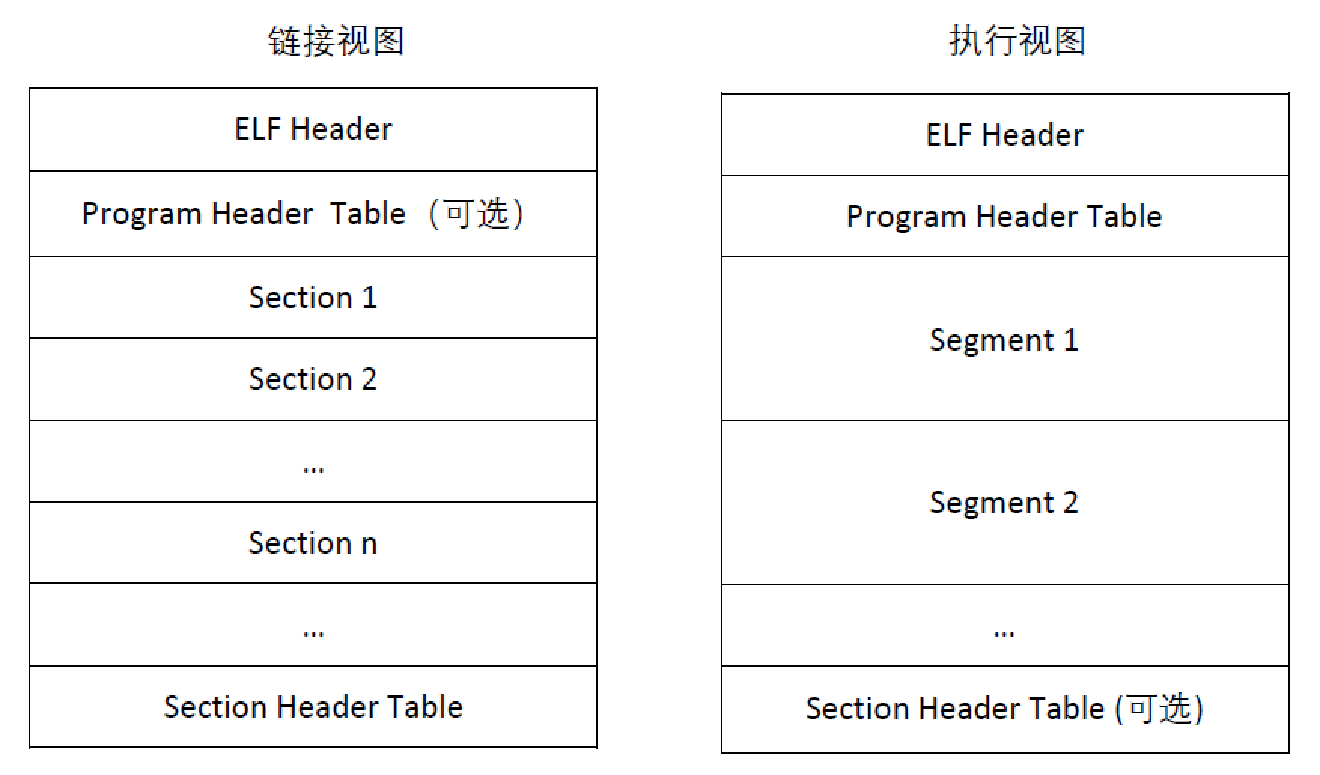 链接视图
ELF Header
Program Header Table（可选）
Section 1
Section 2
...
Section n
...
Section Header Table
执行视图
ELF Header
Program Header Table
Segment 1
Segment 2
...
Section Header Table (可选)